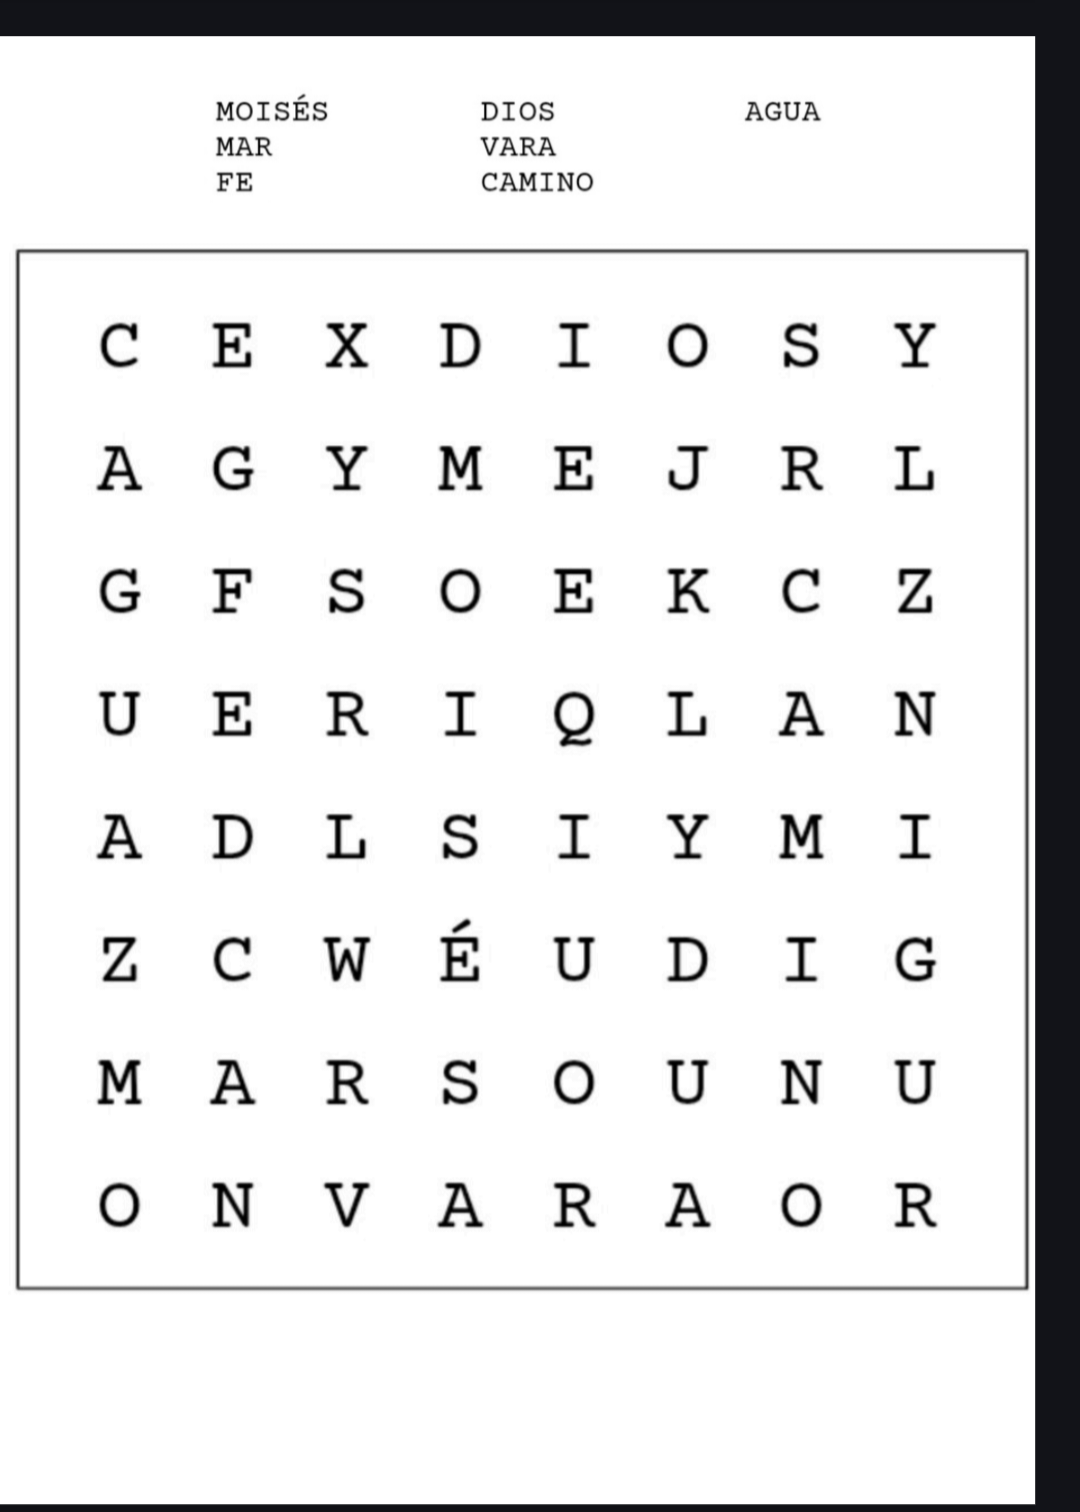 MOISÉS DIOS AGUA
MAR VARA
FE CAMINO
C E X D I O S Y
A G Y M E J R L
G F S O E K C Z
U E R I Q L A N
A D L S I Y M I
Z C W É U D I G
M A R S O U N U
O N V A R A O R